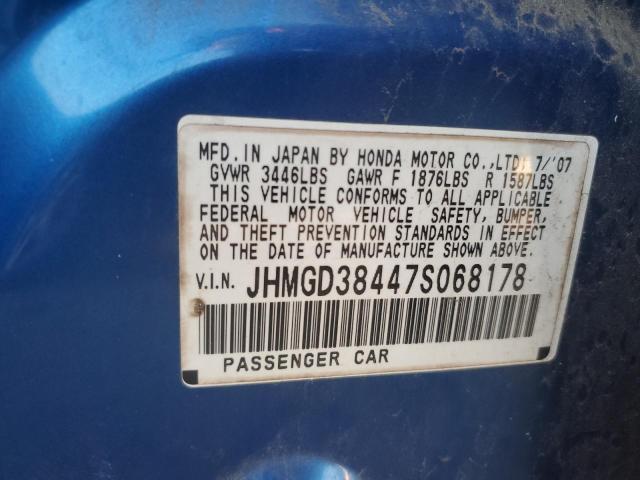 MFD. IN JAPAN BY HONDA MOTOR CO.,LTD. 7/'07
GVWR 3446LBS GAWR F 1876LBS R 1587LBS
THIS VEHICLE CONFORMS TO ALL APPLICABLE
FEDERAL MOTOR VEHICLE SAFETY, BUMPER,
AND THEFT PREVENTION STANDARDS IN EFFECT
ON THE DATE OF MANUFACTURE SHOWN ABOVE.
V.I.N. JHMGD38447S068178
PASSENGER CAR